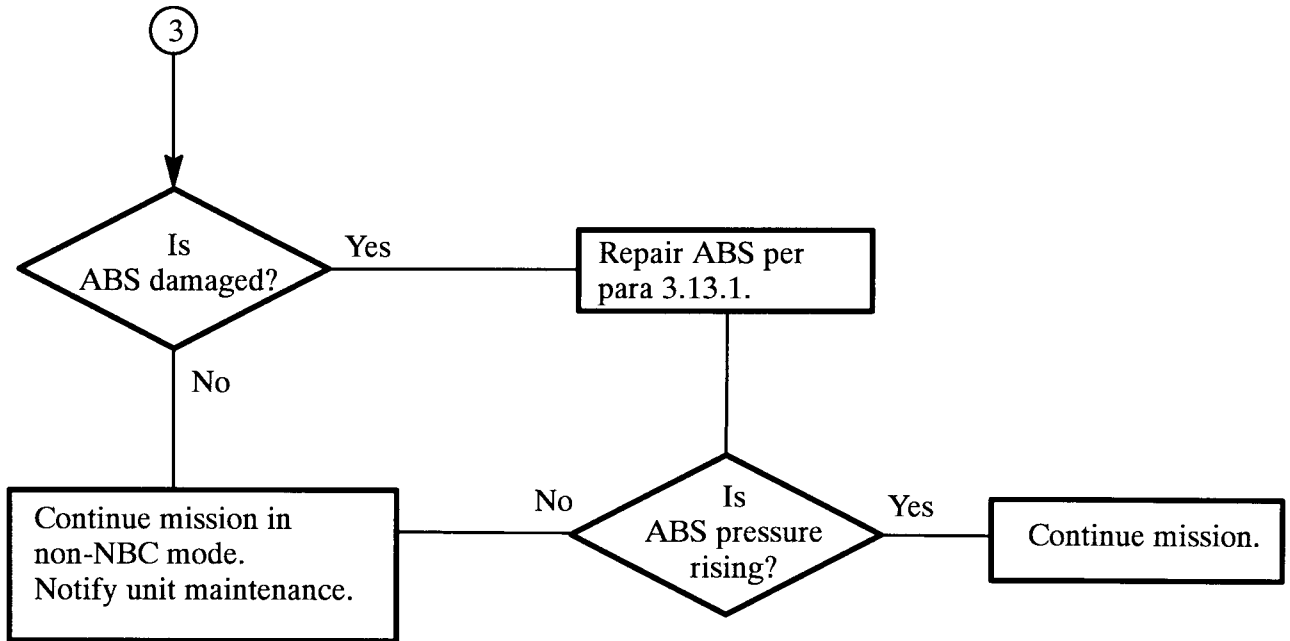 3
Is
ABS damaged?
Yes
Repair ABS per
para 3.13.1.
No
Continue mission in
non-NBC mode.
Notify unit maintenance.
No
Is
ABS pressure
rising?
Yes
Continue mission.